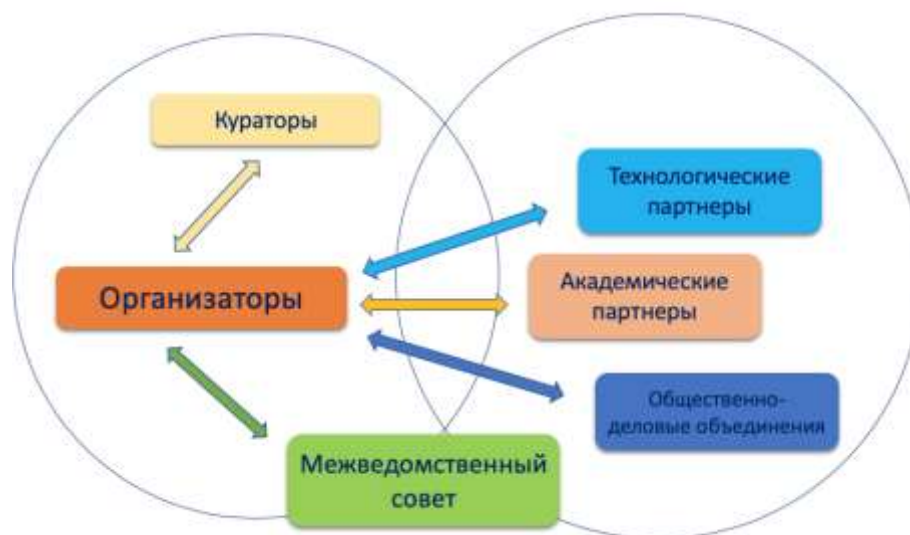 Кураторы
Технологические
партнеры
Организаторы
Академические
партнеры
Общественно-
деловые объединения
Межведомственный
совет